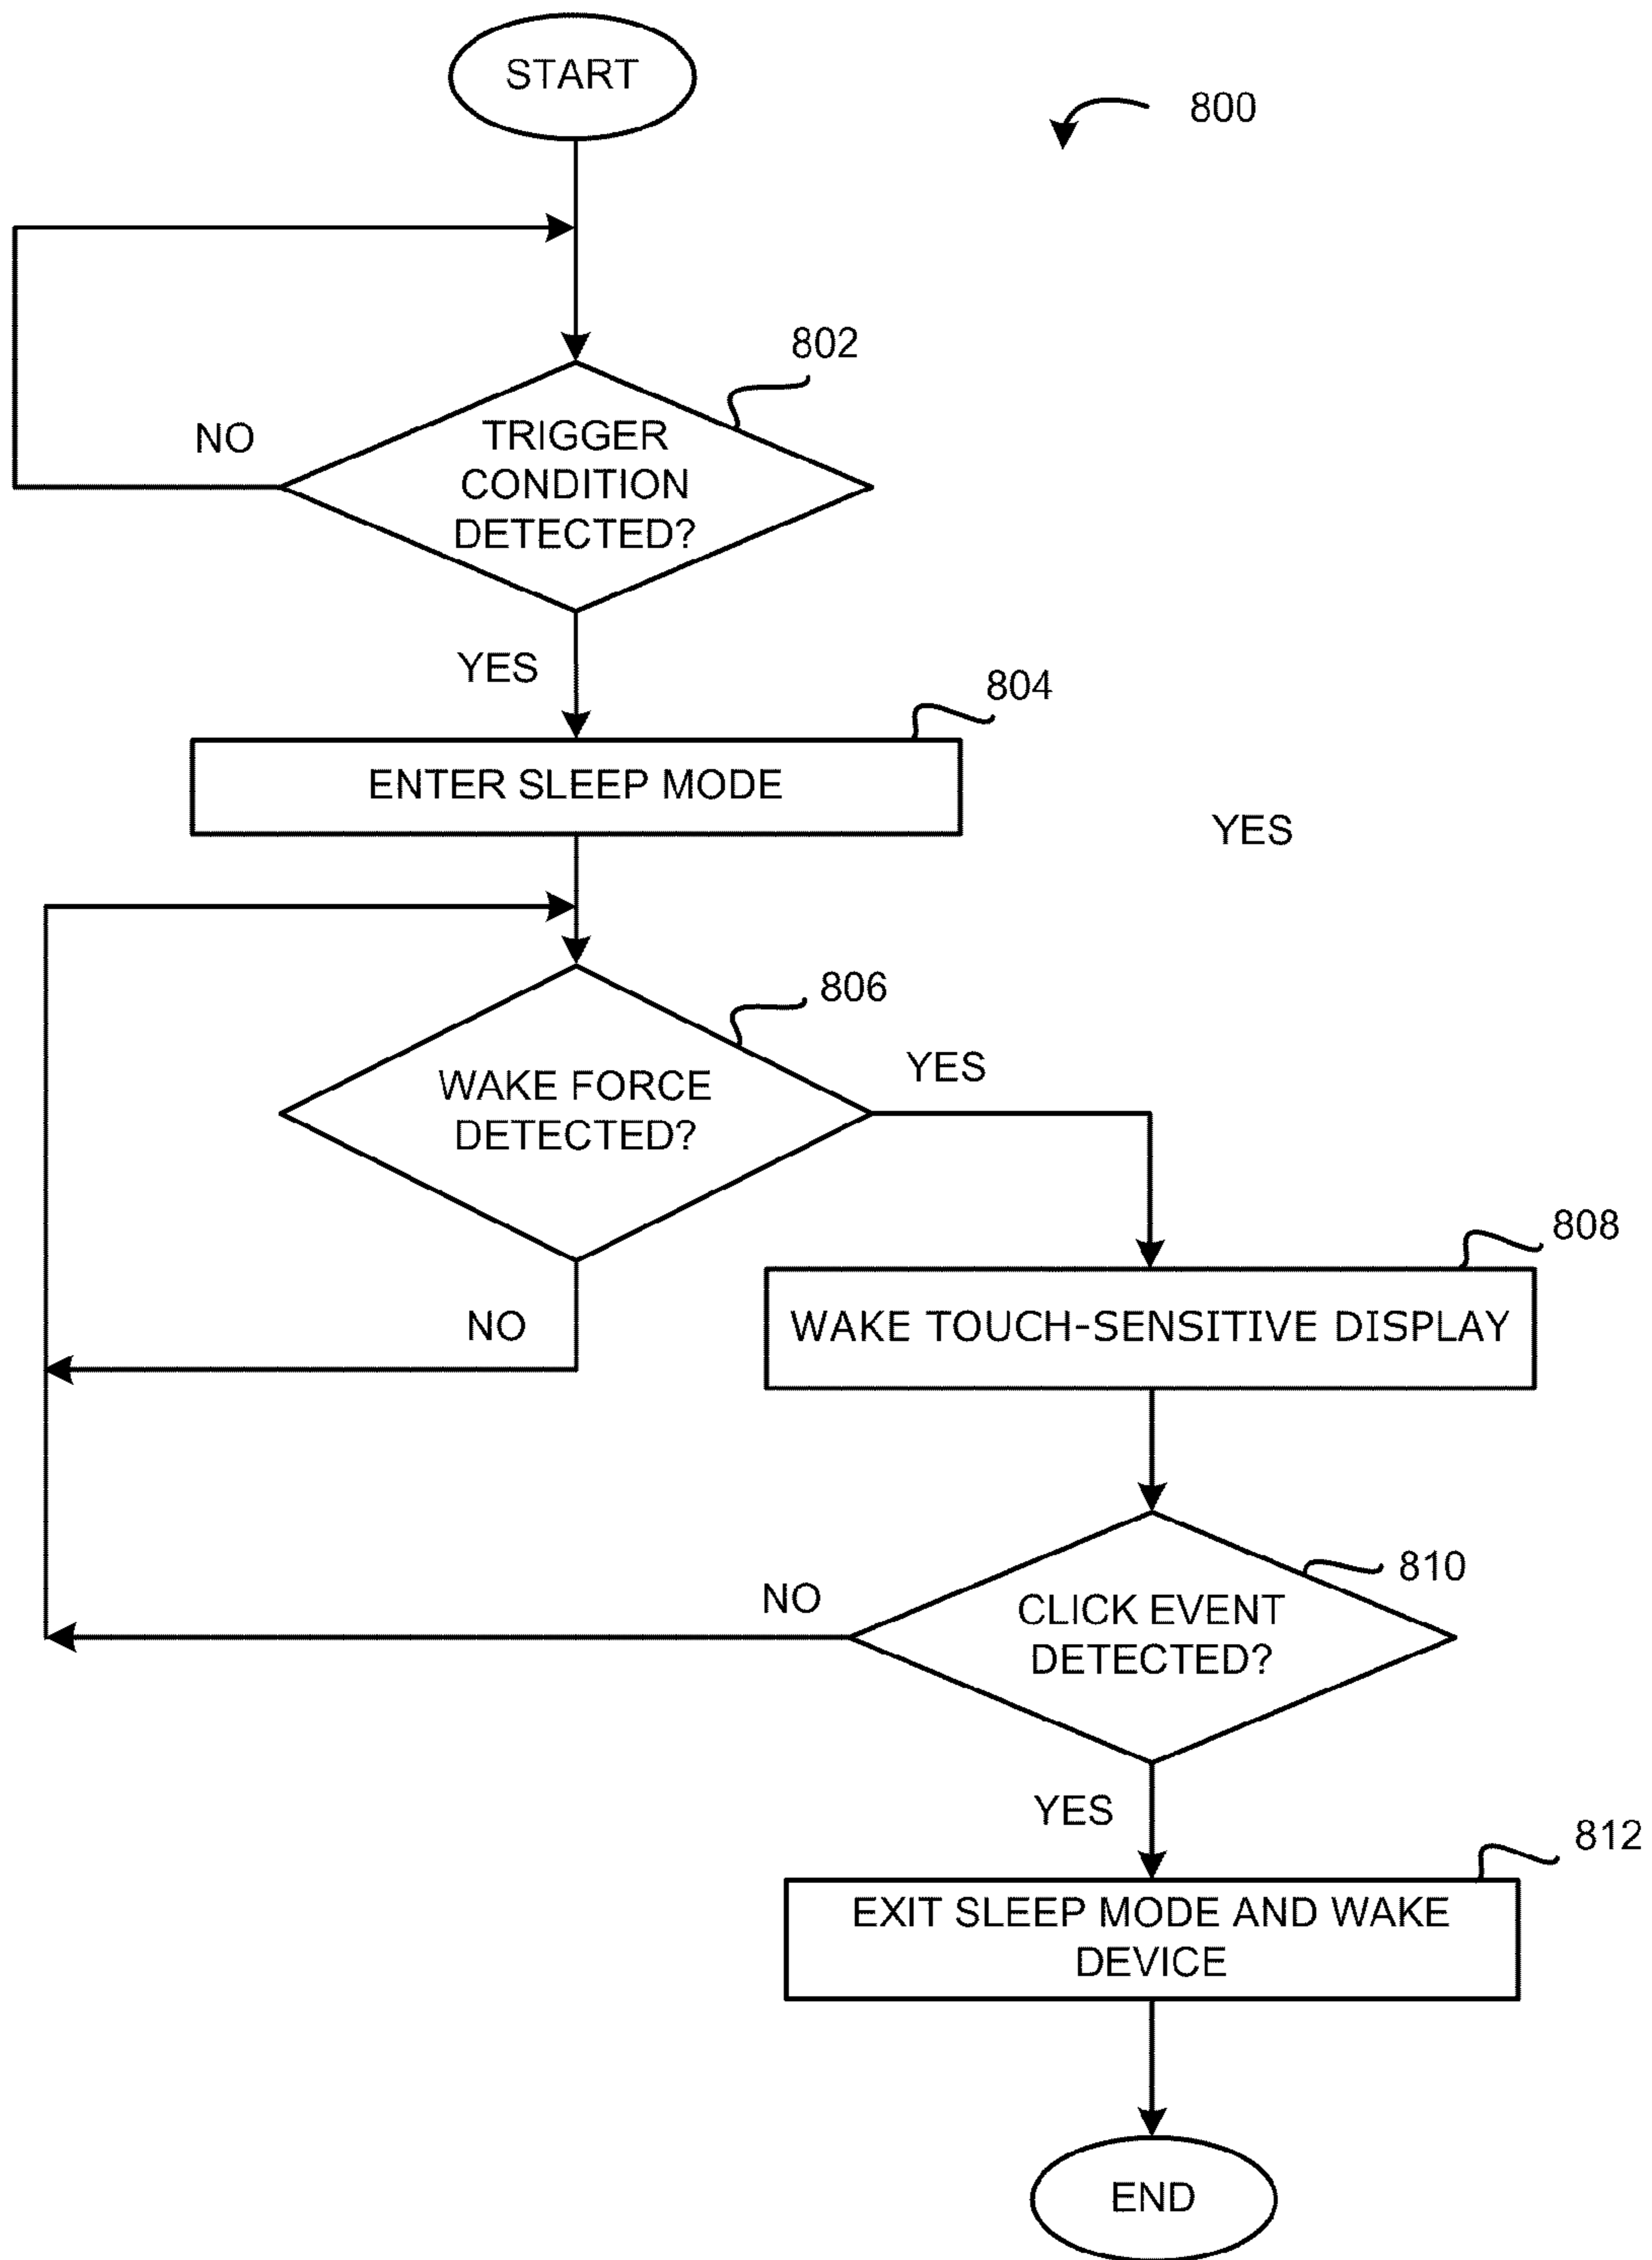 START
800
802
NO
TRIGGER
CONDITION
DETECTED?
YES
804
ENTER SLEEP MODE
YES
806
WAKE FORCE
DETECTED?
YES
808
NO
WAKE TOUCH-SENSITIVE DISPLAY
810
NO
CLICK EVENT
DETECTED?
YES
812
EXIT SLEEP MODE AND WAKE
DEVICE
END